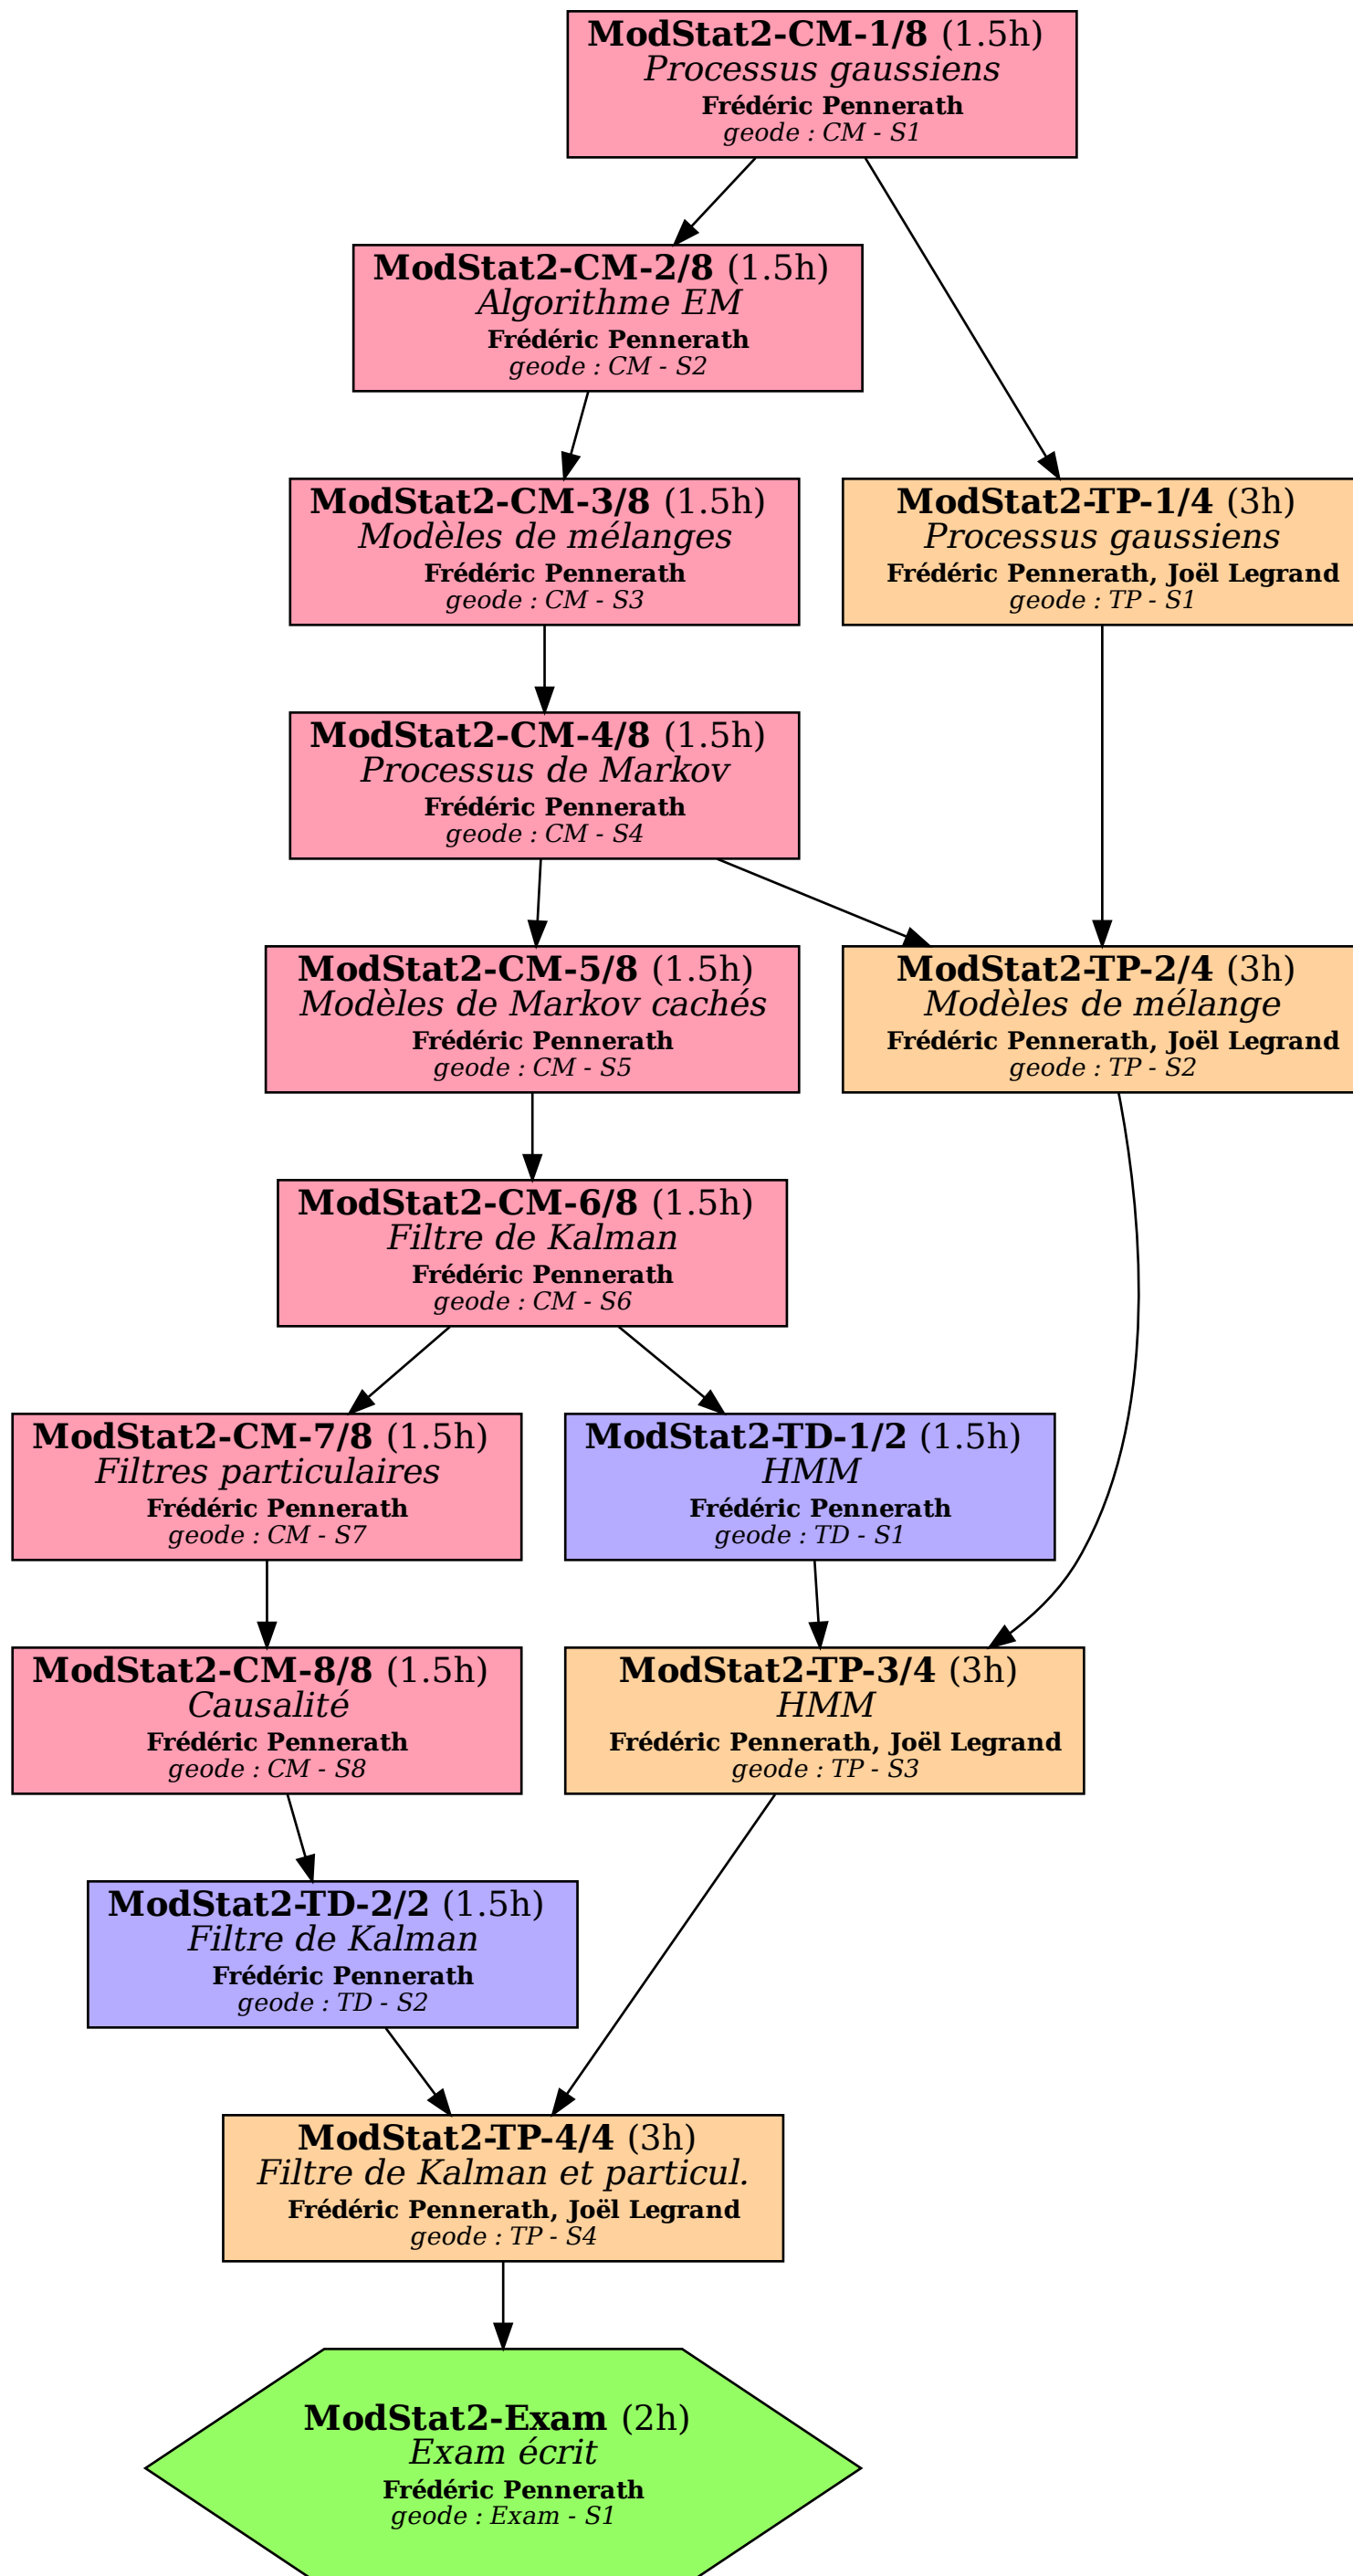 ModStat2-CM-1/8 (1.5h)
Processus gaussiens
Frédéric Pennerath
geode : CM - S1
ModStat2-CM-2/8 (1.5h)
Algorithme EM
Frédéric Pennerath
geode : CM - S2
ModStat2-CM-3/8 (1.5h)
Modèles de mélanges
Frédéric Pennerath
geode : CM - S3
ModStat2-TP-1/4 (3h)
Processus gaussiens
Frédéric Pennerath, Joël Legrand
geode : TP - S1
ModStat2-CM-4/8 (1.5h)
Processus de Markov
Frédéric Pennerath
geode : CM - S4
ModStat2-CM-5/8 (1.5h)
Modèles de Markov cachés
Frédéric Pennerath
geode : CM - S5
ModStat2-TP-2/4 (3h)
Modèles de mélange
Frédéric Pennerath, Joël Legrand
geode : TP - S2
ModStat2-CM-6/8 (1.5h)
Filtre de Kalman
Frédéric Pennerath
geode : CM - S6
ModStat2-CM-7/8 (1.5h)
Filtres particulaires
Frédéric Pennerath
geode : CM - S7
ModStat2-TD-1/2 (1.5h)
HMM
Frédéric Pennerath
geode : TD - S1
ModStat2-CM-8/8 (1.5h)
Causalité
Frédéric Pennerath
geode : CM - S8
ModStat2-TP-3/4 (3h)
HMM
Frédéric Pennerath, Joël Legrand
geode : TP - S3
ModStat2-TD-2/2 (1.5h)
Filtre de Kalman
Frédéric Pennerath
geode : TD - S2
ModStat2-TP-4/4 (3h)
Filtre de Kalman et particul.
Frédéric Pennerath, Joël Legrand
geode : TP - S4
ModStat2-Exam (2h)
Exam écrit
Frédéric Pennerath
geode : Exam - S1